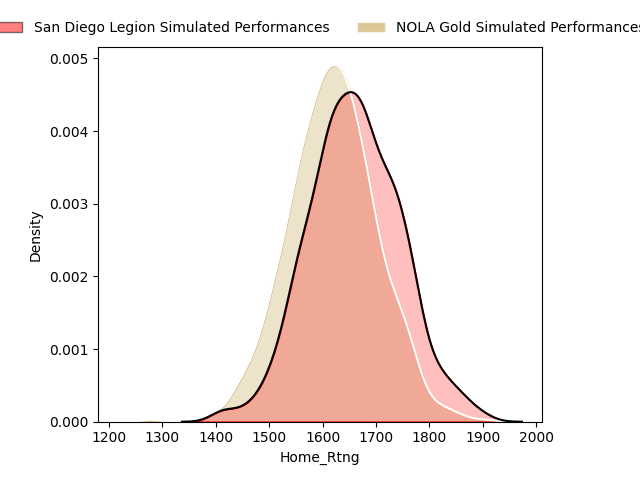 San Diego Legion Simulated Performances NOLA Gold Simulated Performances
0.005
0.004
0.003
0.002
0.001
0.000
Density
1200 1300 1400 1500 1600 1700 1800 1900 2000
Home_Rtng